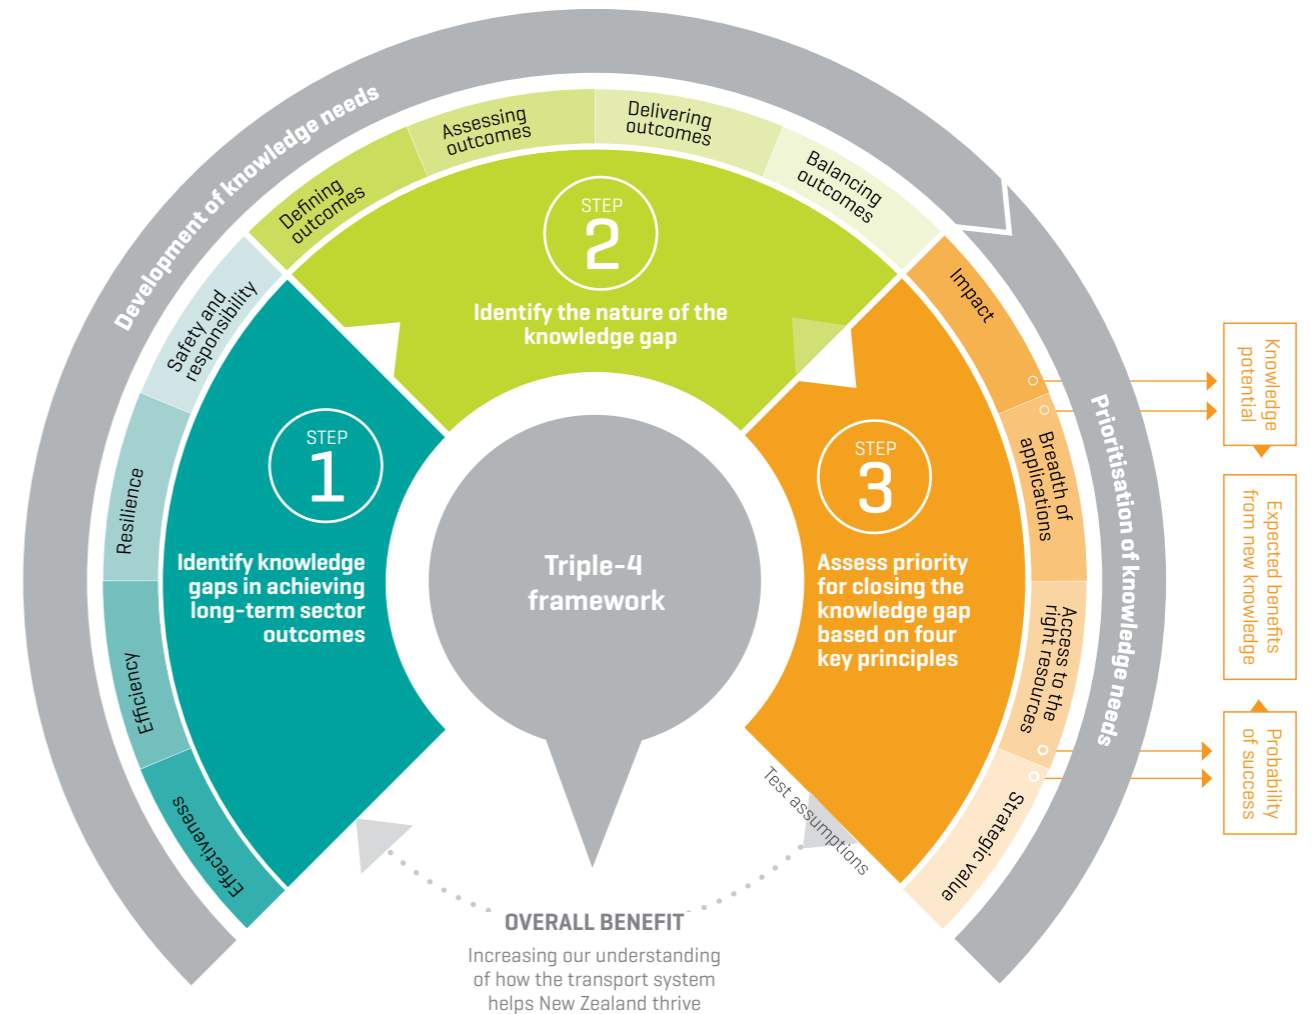 Development of knowledge needs
Prioritisation of knowledge needs
Effectiveness
Efficiency
Resilience
Safety and
responsibility
Defining
outcomes
Assessing
outcomes
Delivering
outcomes
Balancing
outcomes
Impact
Breadth of
applications
Access to the
right resources
Strategic value
STEP
1
Identify knowledge
gaps in achieving
long-term sector
outcomes
STEP
2
Identify the nature of the
knowledge gap
STEP
3
Assess priority
for closing the
knowledge gap
based on four
key principles
Triple-4
framework
Test assumptions
Knowledge
potential
Expected benefits
from new knowledge
Probability
of success
OVERALL BENEFIT
Increasing our understanding
of how the transport system
helps New Zealand thrive